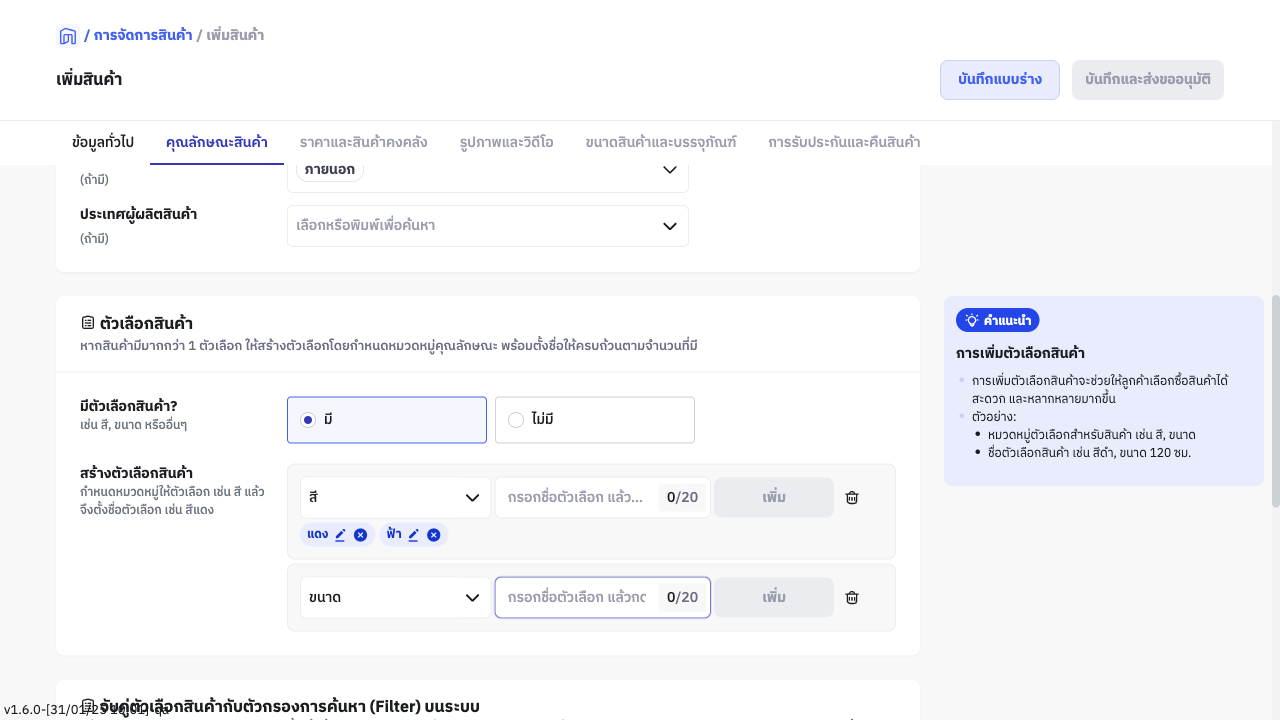 / การจัดการสินค้า / เพิ่มสินค้า
เพิ่มสินค้า
บันทึกแบบร่าง
บันทึกและส่งขออนุมัติ
ข้อมูลทั่วไป คุณลักษณะสินค้า ราคาและสินค้าคงคลัง รูปภาพและวิดีโอ ขนาดสินค้าและบรรจุภัณฑ์ การรับประกันและคืนสินค้า
(ถ้ามี)
ภายนอก
ประเทศผู้ผลิตสินค้า
(ถ้ามี)
เลือกหรือพิมพ์เพื่อค้นหา
ตัวเลือกสินค้า
หากสินค้ามีมากกว่า 1 ตัวเลือก ให้สร้างตัวเลือกโดยกำหนดหมวดหมู่คุณลักษณะ พร้อมตั้งชื่อให้ครบถ้วนตามจำนวนที่มี
มีตัวเลือกสินค้า?
เช่น สี, ขนาด หรืออื่นๆ
มี
ไม่มี
สร้างตัวเลือกสินค้า
กำหนดหมวดหมู่ให้ตัวเลือก เช่น สี แล้ว
จึงตั้งชื่อตัวเลือก เช่น สีแดง
สี กรอกชื่อตัวเลือก แล้ว... 0/20 เพิ่ม
แดง ฟ้า
ขนาด กรอกชื่อตัวเลือก แล้วกด 0/20 เพิ่ม
คำแนะนำ
การเพิ่มตัวเลือกสินค้า
การเพิ่มตัวเลือกสินค้าจะช่วยให้ลูกค้าเลือกซื้อสินค้าได้
สะดวก และหลากหลายมากขึ้น
ตัวอย่าง:
หมวดหมู่ตัวเลือกสำหรับสินค้า เช่น สี, ขนาด
ชื่อตัวเลือกสินค้า เช่น สีดำ, ขนาด 120 ซม.
จับคู่ตัวเลือกสินค้ากับตัวกรองการค้นหา (Filter) บนระบบ